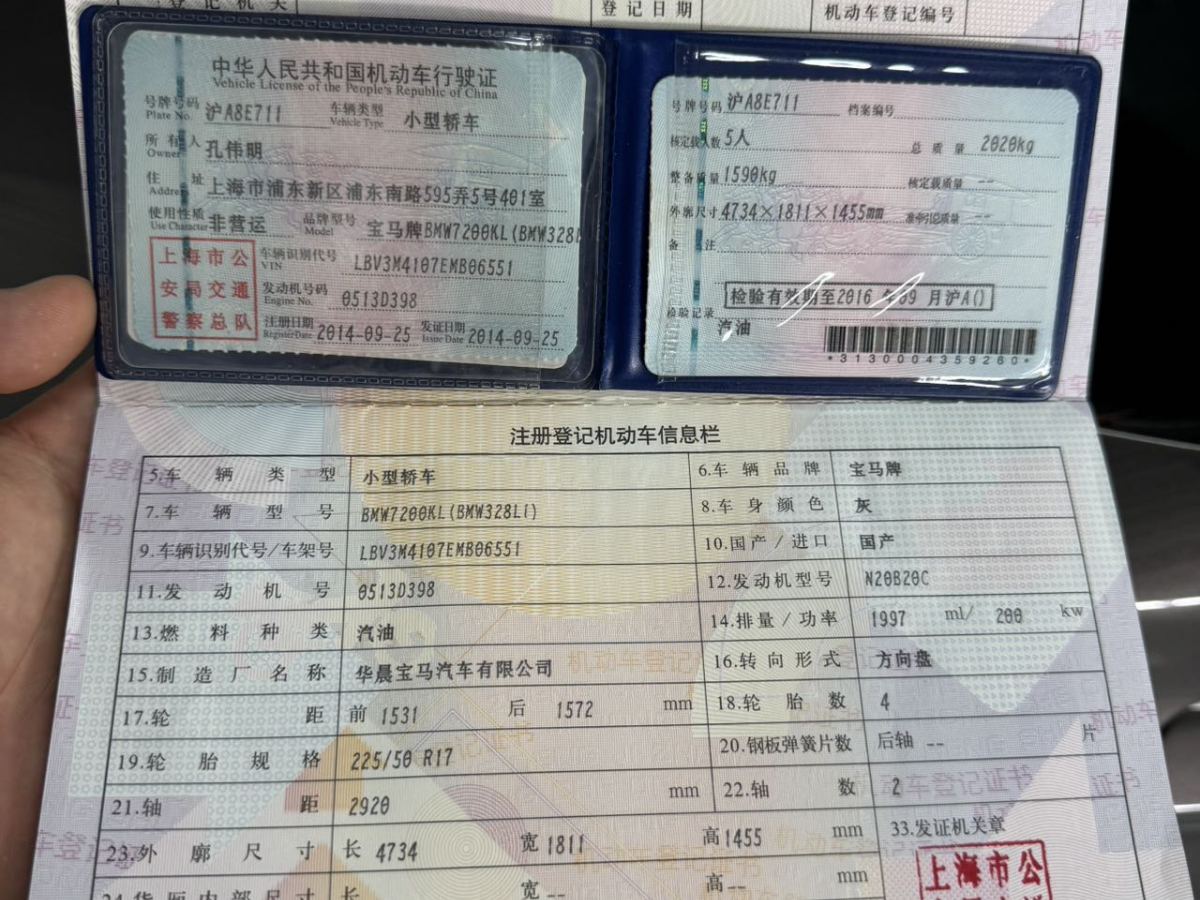 登记机关
登记日期
机动车登记编号
中华人民共和国机动车行驶证
Vehicle License of the People's Republic of China
号牌号码 Plate No. 沪A8E711 车辆类型 Vehicle Type 小型轿车
所有人 Owner 孔伟明
住址 Address 上海市浦东新区浦东南路595弄5号401室
使用性质 Use Character 非营运 品牌型号 Model 宝马牌BMW7200KL(BMW328L
上海市公
安局交通
警察总队
车辆识别代号 VIN LBV3M4107EMB06551
发动机号码 Engine No. 0513D398
注册日期 Register Date 2014-09-25 发证日期 Issue Date 2014-09-25
号牌号码 沪A8E711 档案编号
核定载人数 5人 总质量 2020kg
整备质量 1590kg 核定载质量 --
外廓尺寸 4734×1811×1455mm 准牵引总质量 --
备注
检验有效期至2016年09月沪A()
检验记录
汽油
*3130004359260*
注册登记机动车信息栏
5.车辆类型 小型轿车 6.车辆品牌 宝马牌
7.车辆型号 BMW7200KL(BMW328LI) 8.车身颜色 灰
9.车辆识别代号/车架号 LBV3M4107EMB06551 10.国产/进口 国产
11.发动机号 0513D398 12.发动机型号 N20B20C
13.燃料种类 汽油 14.排量/功率 1997 ml/ 200 kw
15.制造厂名称 华晨宝马汽车有限公司 16.转向形式 方向盘
17.轮距 前 1531 后 1572 mm 18.轮胎数 4
19.轮胎规格 225/50 R17 20.钢板弹簧片数 后轴 -- 片
21.轴距 2920 mm 22.轴数 2
23.外廓尺寸 长 4734 宽 1811 高 1455 mm 33.发证机关章
24.货厢内部尺寸 长 宽 -- 高 -- mm
上海市公